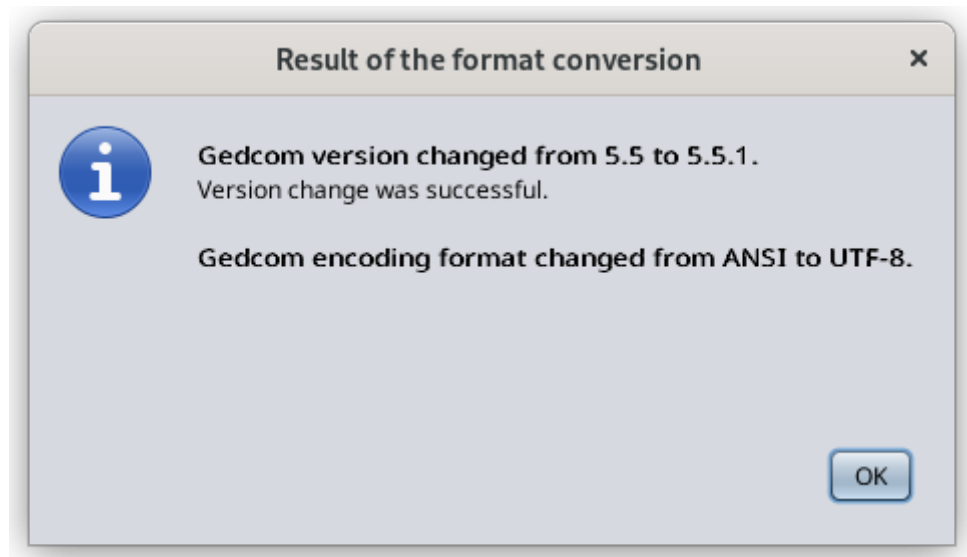 Result of the format conversion
Gedcom version changed from 5.5 to 5.5.1.
Version change was successful.
Gedcom encoding format changed from ANSI to UTF-8.
OK